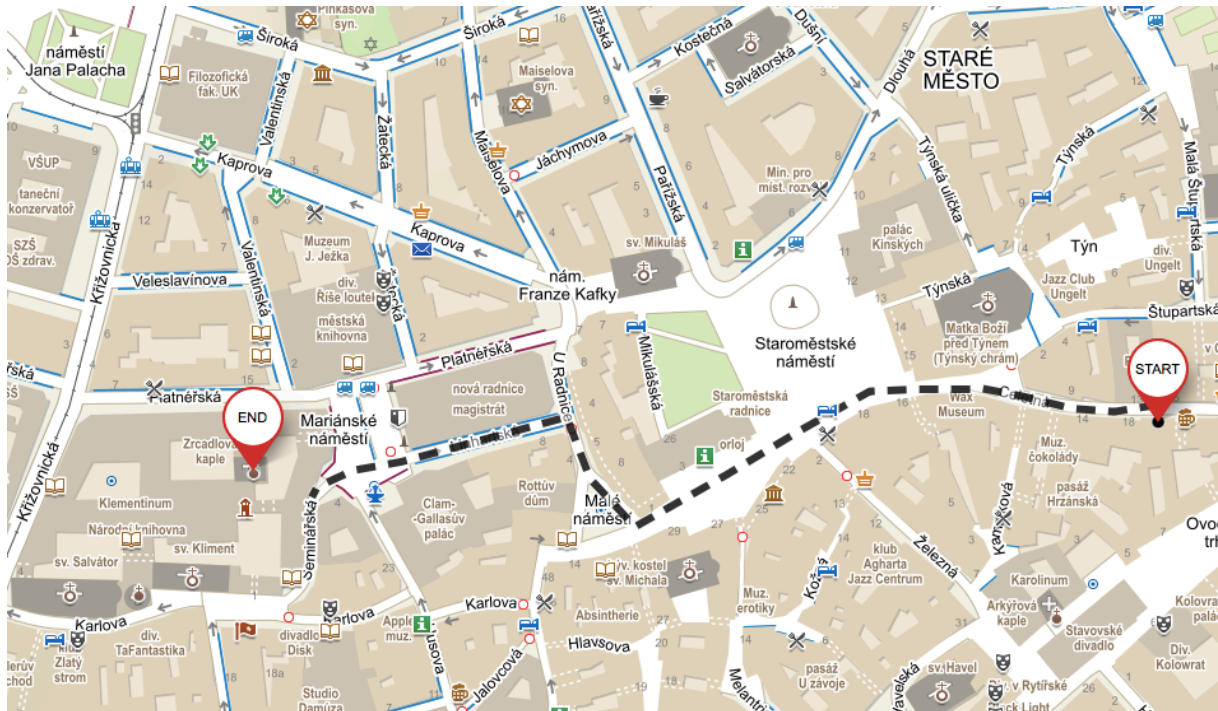 Pinkasova
syn.
náměstí
Jana Palacha
Široká
Široká
Pařížská
Kostečná
Dušní
Dlouhá
STARÉ
MĚSTO
Filozofická
fak. UK
Valentinská
Maiselova
syn.
Salvátorská
Žatecká
Maiselova
Jáchymova
Týnská
Malá Štupartská
VŠUP
taneční
konzervatoř
Kaprova
Pařížská
Min. pro
míst. rozv.
Týnská ulička
SZŠ
zdrav.
Křižovnická
Valentinská
Muzeum
J. Ježka
Kaprova
sv. Mikuláš
palác
Kinských
Týn
div.
Ungelt
Jazz Club
Ungelt
Veleslavínova
div.
Říše loutek
městská
knihovna
nám.
Franze Kafky
Týnská
Štupartská
Matka Boží
před Týnem
(Týnský chrám)
Mikulášská
Staroměstské
náměstí
Platnéřská
U Radnice
START
Platnéřská
nová radnice
magistrát
Staroměstská
radnice
Wax
Museum
END
Mariánské
náměstí
Zrcadlová
kaple
orloj
Muz.
čokolády
pasáž
Hrzánská
Křižovnická
Klementinum
Clam-
-Gallasův
palác
Rottův
dům
Malé
náměstí
Národní knihovna
sv. Kliment
Seminářská
sv. Salvátor
sv. Michala
Kožná
klub
Agharta
Jazz Centrum
Železná
Karolinum
Karlova
Karlova
Karlova
Absintherie
Muz.
erotiky
Arkýřová
kaple
Stavovské
divadlo
div.
TaFantastika
divadlo
Disk
Hlavsova
Zlatý
strom
Jalovcová
pasáž
U závoje
sv. Havel
Div.
Kolowrat
Studio
Damúza